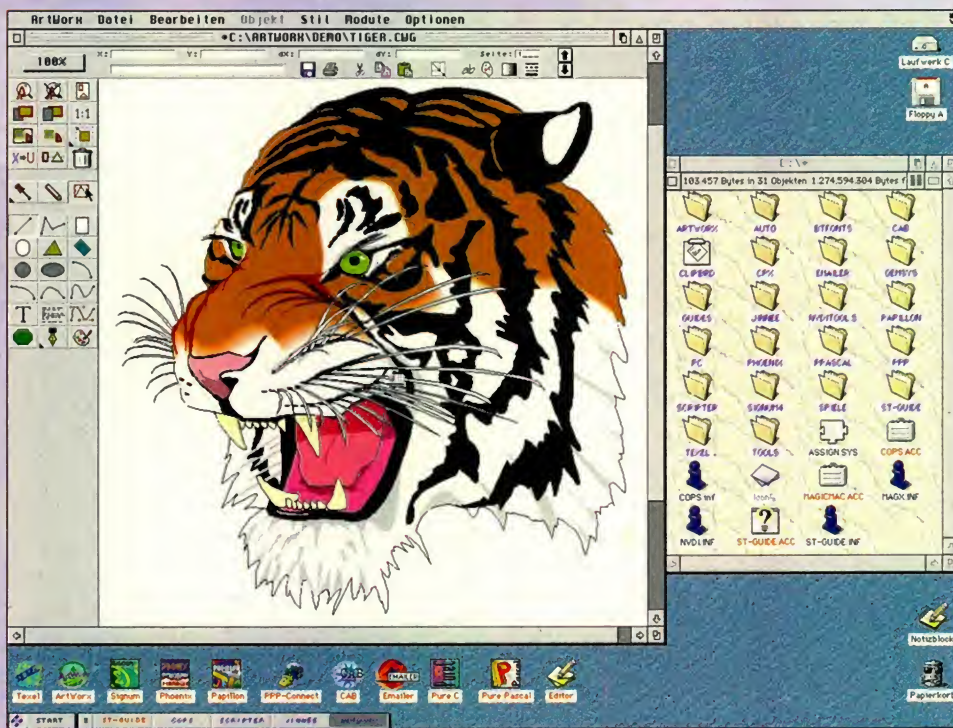 ArtWorx Datei Bearbeiten Objekt Stil Module Optionen
*C:\ARTWORX\DEMO\TIGER.CWG
100%
X: Y: dX: dY: Seite:
1:1
Laufwerk C
Floppy A
C:\*
103.457 Bytes in 31 Objekten 1.274.594.304 Bytes f
ARTWORX AUTO BTFONTS CAB
CLIPBRD CPX EMAILER GEMSYS
GUIDES JINNEE NVDITOOLS PAPILLON
PC PHOENIX PPASCAL PPP
SCRIPTER SIGNUM4 SPIELE ST-GUIDE
TEXEL TOOLS ASSIGN.SYS COPS.ACC
COPS.inf MAGICMAC.ACC MAGX.INF
NVDI.INF ST-GUIDE.ACC ST-GUIDE.INF
Notizblock
Texel ArtWorx Signum Phoenix Papillon PPP-Connect CAB Emailer Pure C Pure Pascal Editor
Papierkorb
START ST-GUIDE COPS SCRIPTER JINNEE